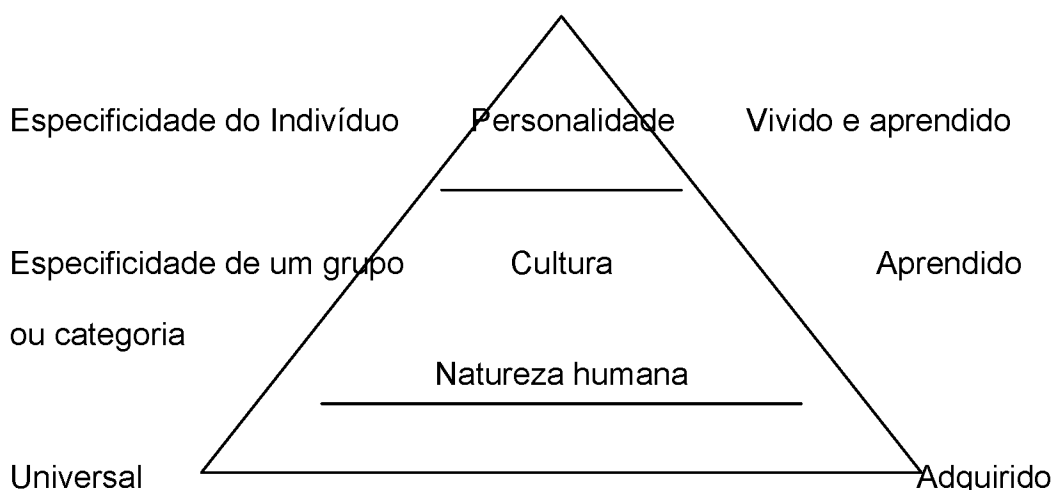 Especificidade do Indivíduo Personalidade Vivido e aprendido
Especificidade de um grupo Cultura Aprendido
ou categoria
Natureza humana
Universal Adquirido